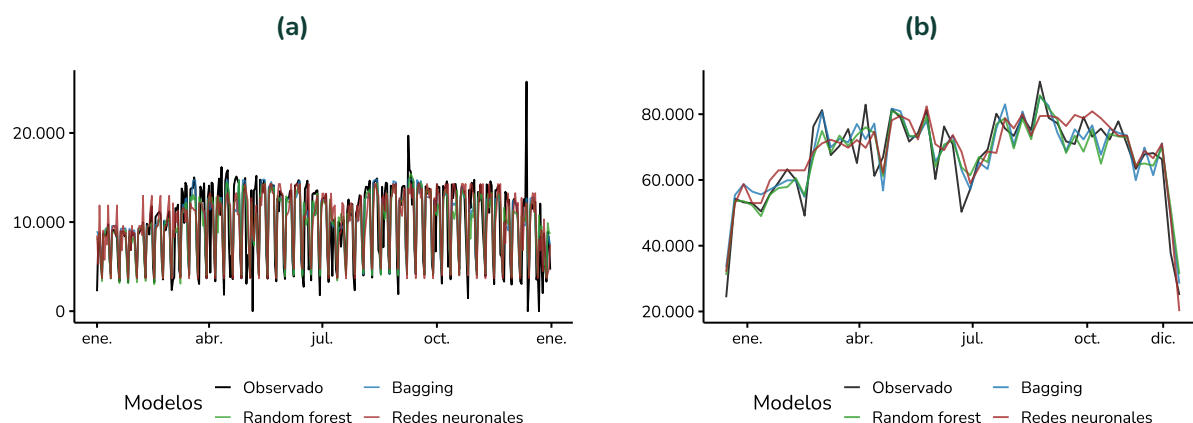 (a)
20.000
10.000
0
ene.
abr.
jul.
oct.
ene.
Modelos
Observado
Bagging
Random forest
Redes neuronales
(b)
80.000
60.000
40.000
20.000
ene.
abr.
jul.
oct.
dic.
Modelos
Observado
Bagging
Random forest
Redes neuronales